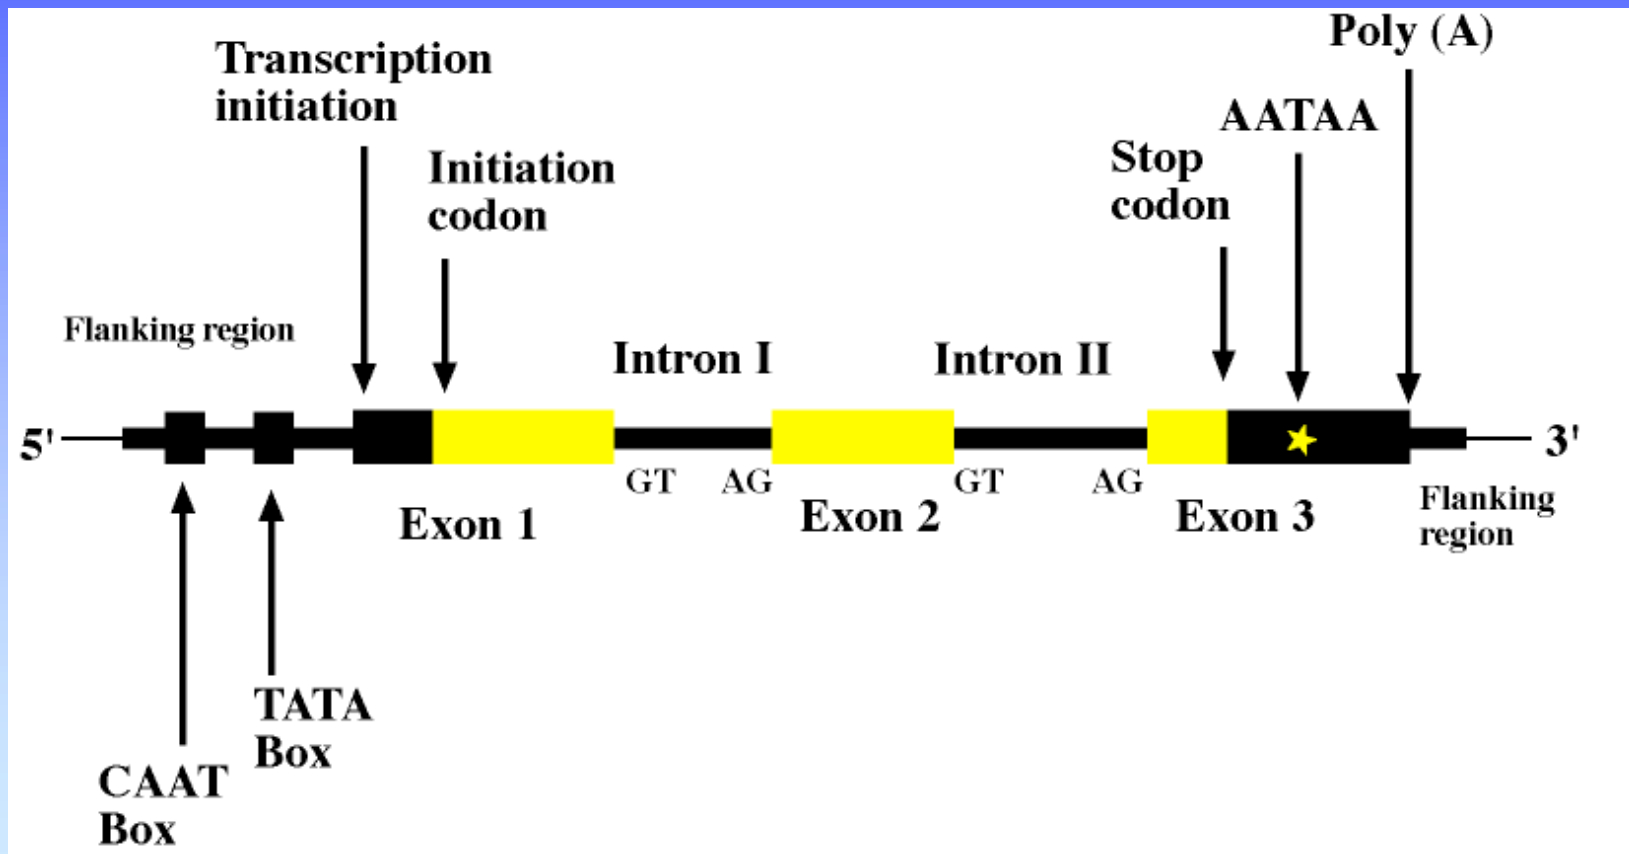 Poly (A)
Transcription
initiation
AATAA
Stop
codon
Initiation
codon
Flanking region
Intron I
Intron II
5'
3'
GT
AG
GT
AG
Exon 1
Exon 2
Exon 3
Flanking
region
TATA
Box
CAAT
Box